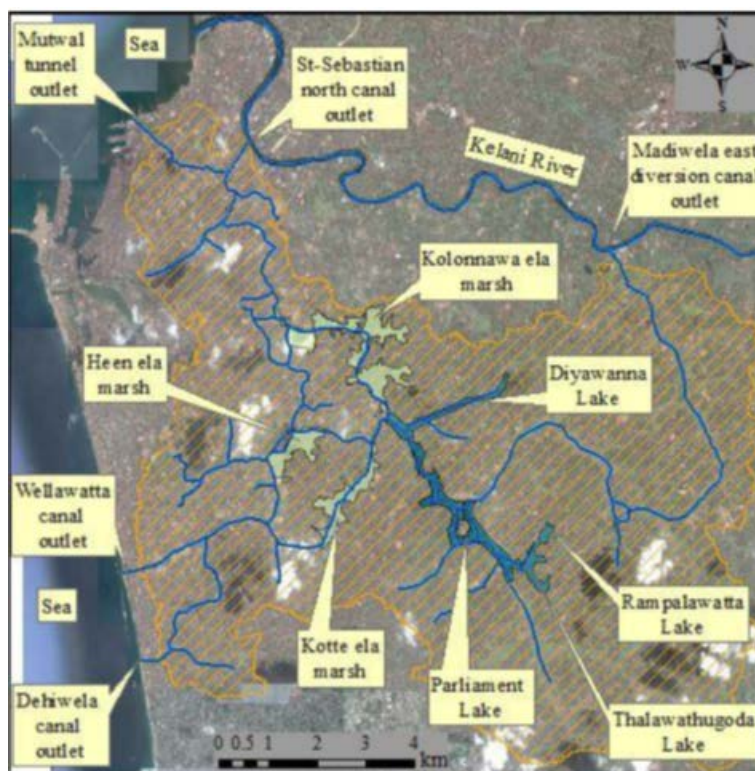 Mutwal
tunnel
outlet
Sea
St-Sebastian
north canal
outlet
N
W
E
S
Kelani River
Madiwela east
diversion canal
outlet
Kolonnawa ela
marsh
Heen ela
marsh
Diyawanna
Lake
Wellawatta
canal
outlet
Sea
Rampalawatta
Lake
Kotte ela
marsh
Parliament
Lake
Dehiwela
canal
outlet
Thalawathugoda
Lake
0 0.5 1 2 3 4
km